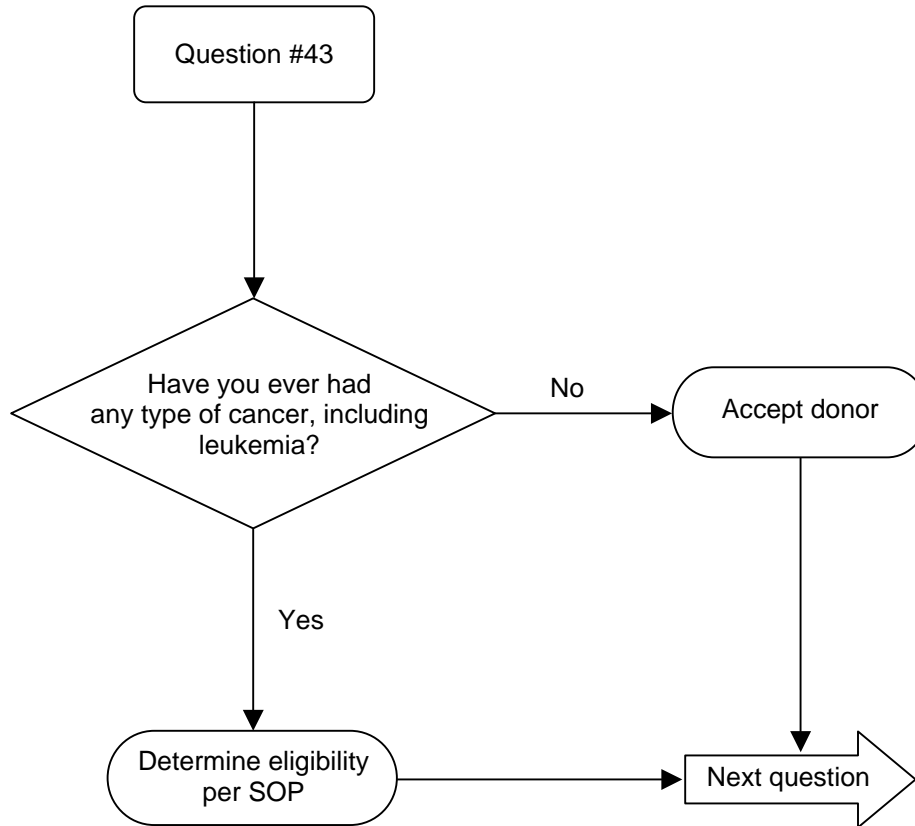 Question #43
Have you ever had
any type of cancer, including
leukemia?
No
Accept donor
Yes
Determine eligibility
per SOP
Next question